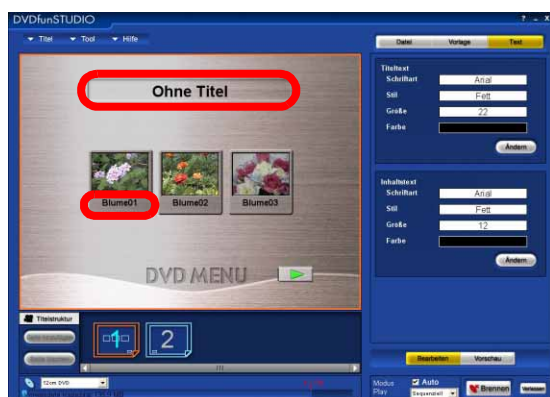 DVDfunSTUDIO
? - x
Titel Tool Hilfe
Datei Vorlage Text
Ohne Titel
Blume01 Blume02 Blume03
DVD MENU
Titeltext
Schriftart Arial
Stil Fett
Größe 22
Farbe
Ändern
Inhaltstext
Schriftart Arial
Stil Fett
Größe 12
Farbe
Ändern
Titelstruktur
1 2
12cm DVD
Bearbeiten Vorschau
Modus Auto
Play Sequenziell
Brennen Verlassen